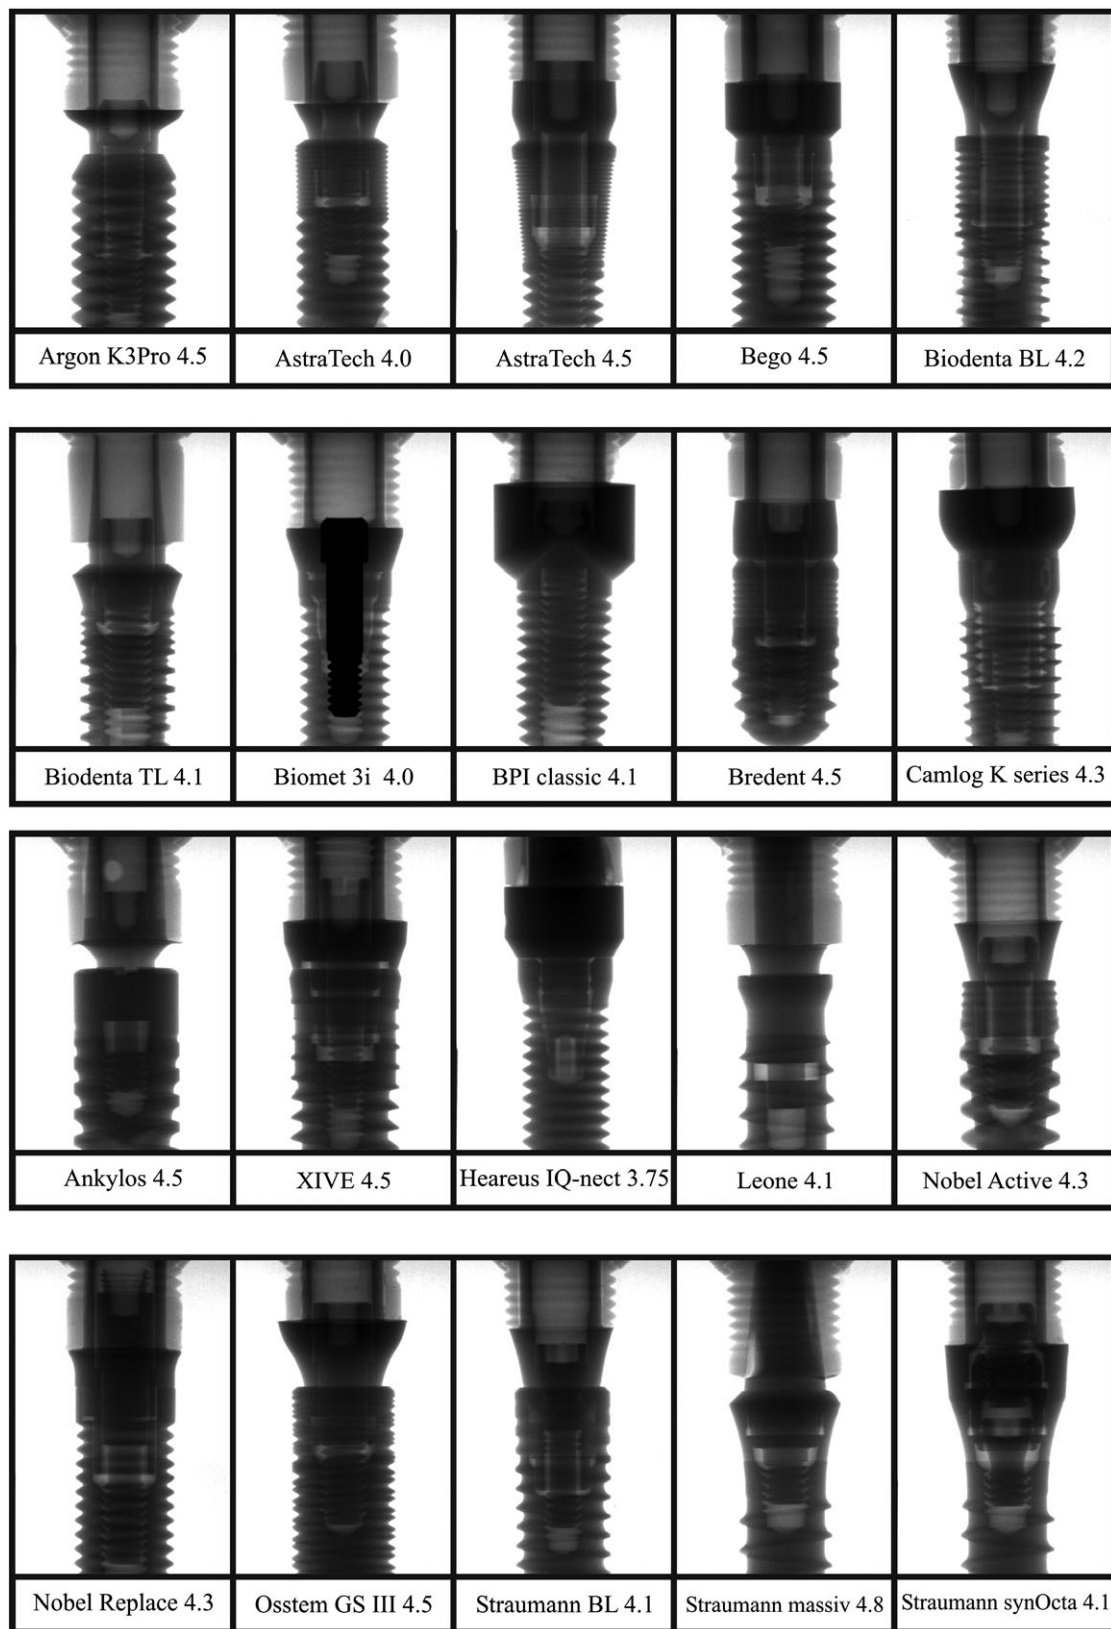 Argon K3Pro 4.5
AstraTech 4.0
AstraTech 4.5
Bego 4.5
Biodenta BL 4.2
Biodenta TL 4.1
Biomet 3i 4.0
BPI classic 4.1
Bredent 4.5
Camlog K series 4.3
Ankylos 4.5
XIVE 4.5
Heareus IQ-nect 3.75
Leone 4.1
Nobel Active 4.3
Nobel Replace 4.3
Osstem GS III 4.5
Straumann BL 4.1
Straumann massiv 4.8
Straumann synOcta 4.1